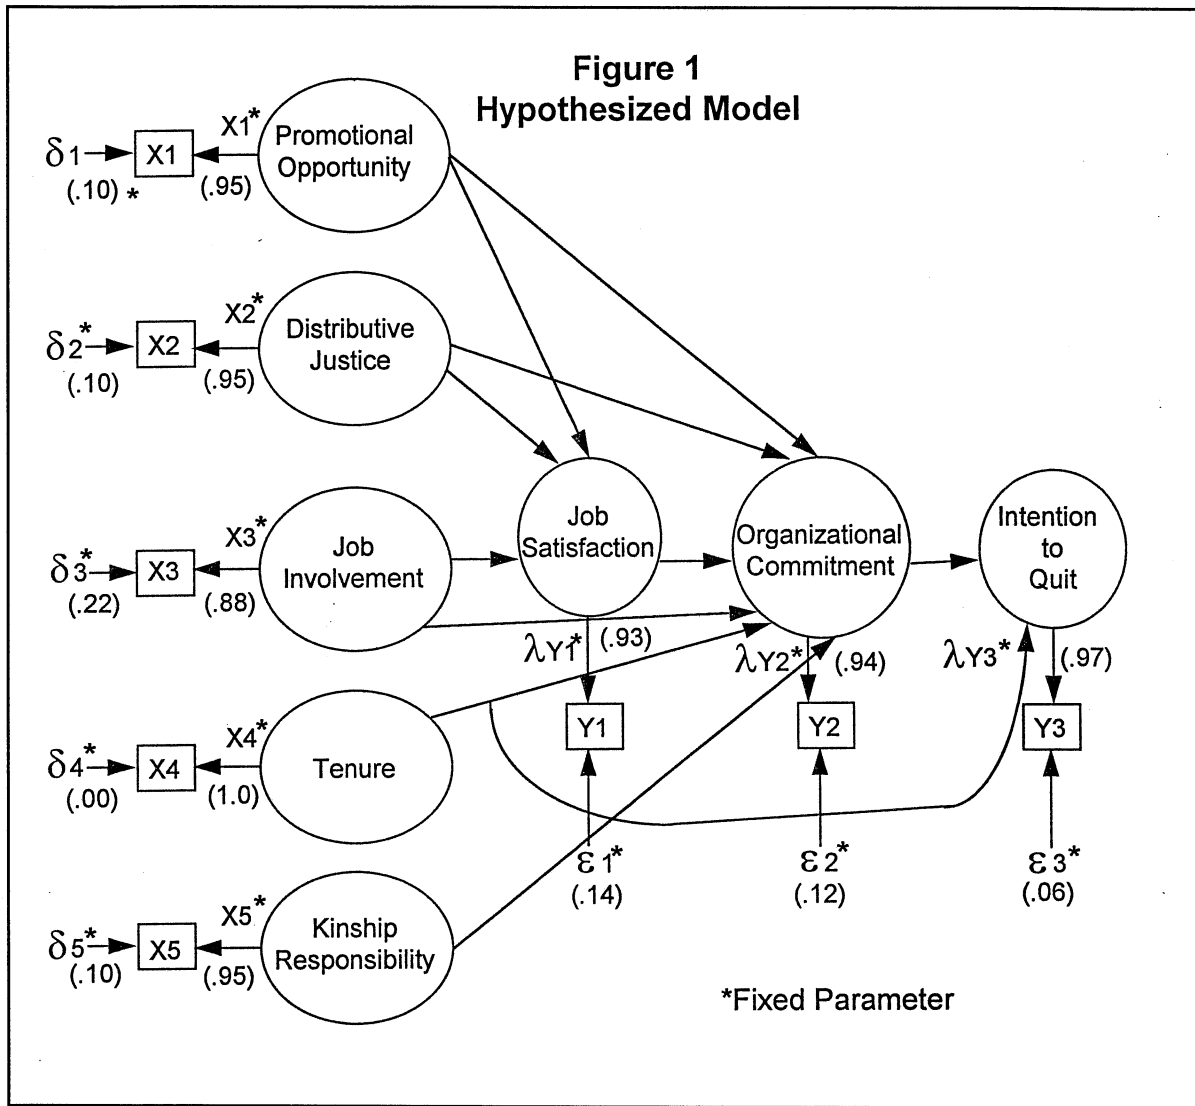 Figure 1
Hypothesized Model
δ1
(.10) *
X1
X1*
(.95)
Promotional
Opportunity
δ2*
(.10)
X2
X2*
(.95)
Distributive
Justice
δ3*
(.22)
X3
X3*
(.88)
Job
Involvement
δ4*
(.00)
X4
X4*
(1.0)
Tenure
δ5*
(.10)
X5
X5*
(.95)
Kinship
Responsibility
Job
Satisfaction
λY1*
(.93)
Y1
ε1*
(.14)
Organizational
Commitment
λY2*
(.94)
Y2
ε2*
(.12)
Intention
to
Quit
λY3*
(.97)
Y3
ε3*
(.06)
*Fixed Parameter